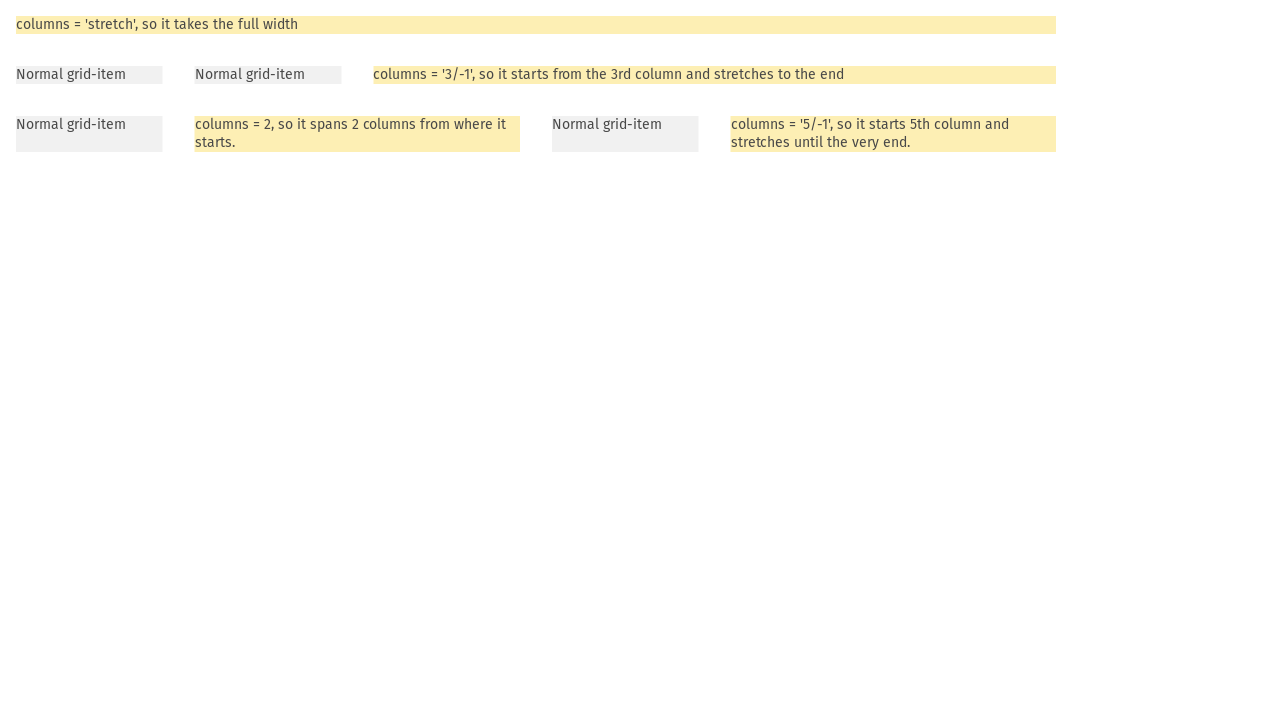 columns = 'stretch', so it takes the full width
Normal grid-item
Normal grid-item
columns = '3/-1', so it starts from the 3rd column and stretches to the end
Normal grid-item
columns = 2, so it spans 2 columns from where it
starts.
Normal grid-item
columns = '5/-1', so it starts 5th column and
stretches until the very end.